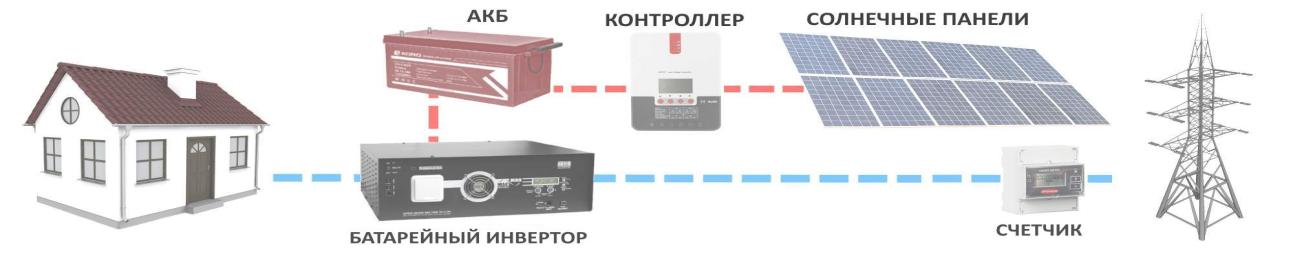 АКБ
КОНТРОЛЛЕР
СОЛНЕЧНЫЕ ПАНЕЛИ
БАТАРЕЙНЫЙ ИНВЕРТОР
СЧЕТЧИК